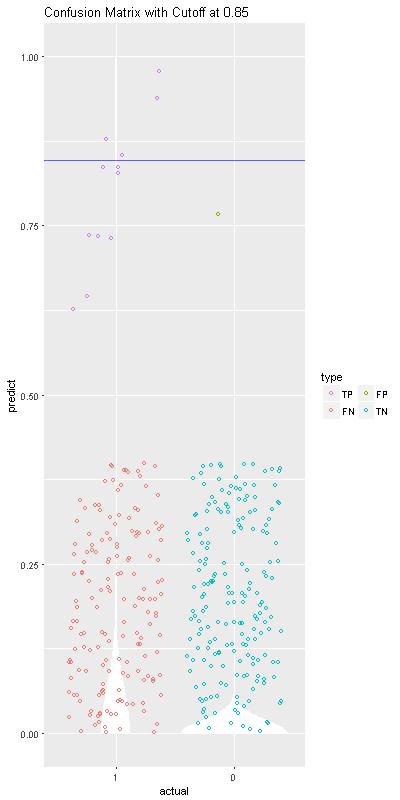 Confusion Matrix with Cutoff at 0.85
1.00
0.75
0.50
0.25
0.00
predict
1
0
actual
type
TP FP
FN TN